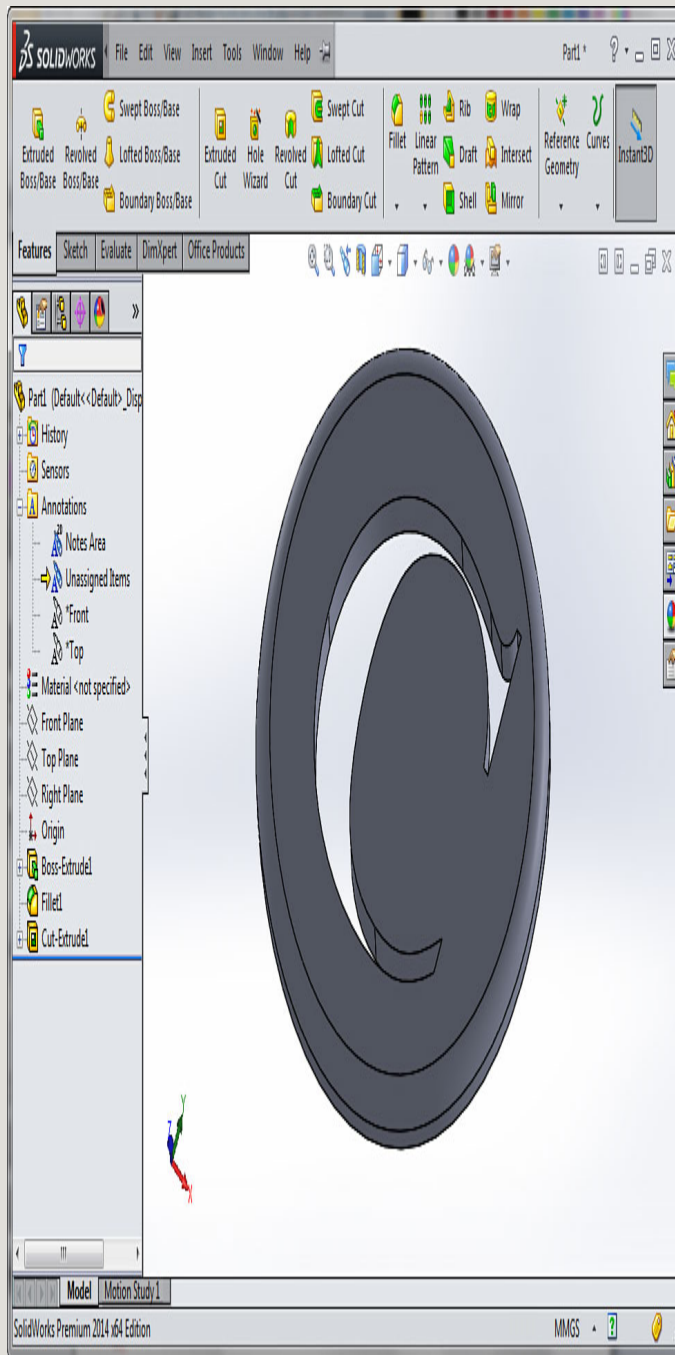 SOLIDWORKS File Edit View Insert Tools Window Help Part1 * ?
Extruded Boss/Base
Revolved Boss/Base
Swept Boss/Base
Lofted Boss/Base
Boundary Boss/Base
Extruded Cut
Hole Wizard
Revolved Cut
Swept Cut
Lofted Cut
Boundary Cut
Fillet
Linear Pattern
Rib
Draft
Shell
Wrap
Intersect
Mirror
Reference Geometry
Curves
Instant3D
Features Sketch Evaluate DimXpert Office Products
Part1 (Default<<Default>_Disp
History
Sensors
Annotations
Notes Area
Unassigned Items
*Front
*Top
Material <not specified>
Front Plane
Top Plane
Right Plane
Origin
Boss-Extrude1
Fillet1
Cut-Extrude1
Y
Z
X
Model Motion Study 1
SolidWorks Premium 2014 x64 Edition MMGS ?